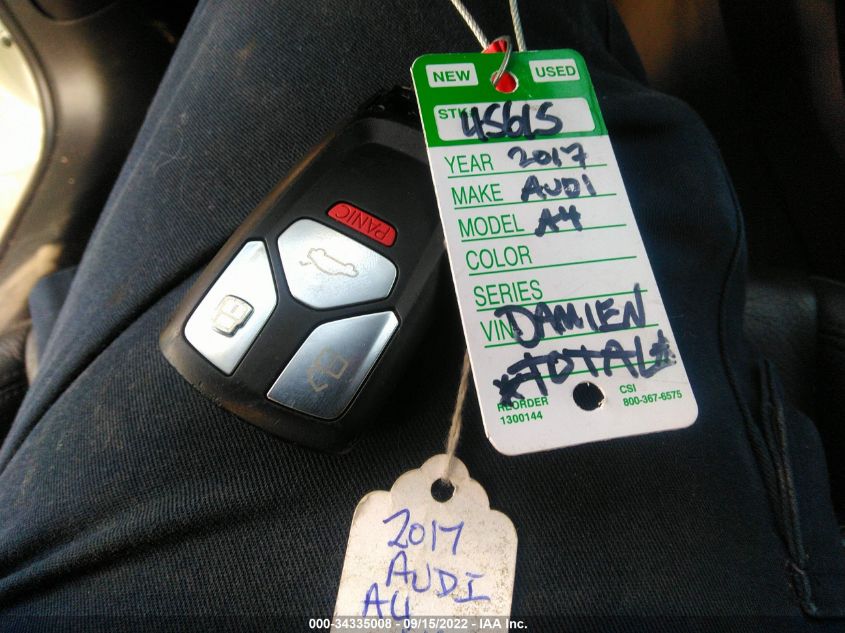 NEW USED
STK 45615
YEAR 2017
MAKE AUDI
MODEL A4
COLOR
SERIES
VIN DAMIEN
*TOTAL*
REORDER
1300144
CSI
800-367-6575
PANIC
2017
AUDI
A4
000-34335008 - 09/15/2022 - IAA Inc.